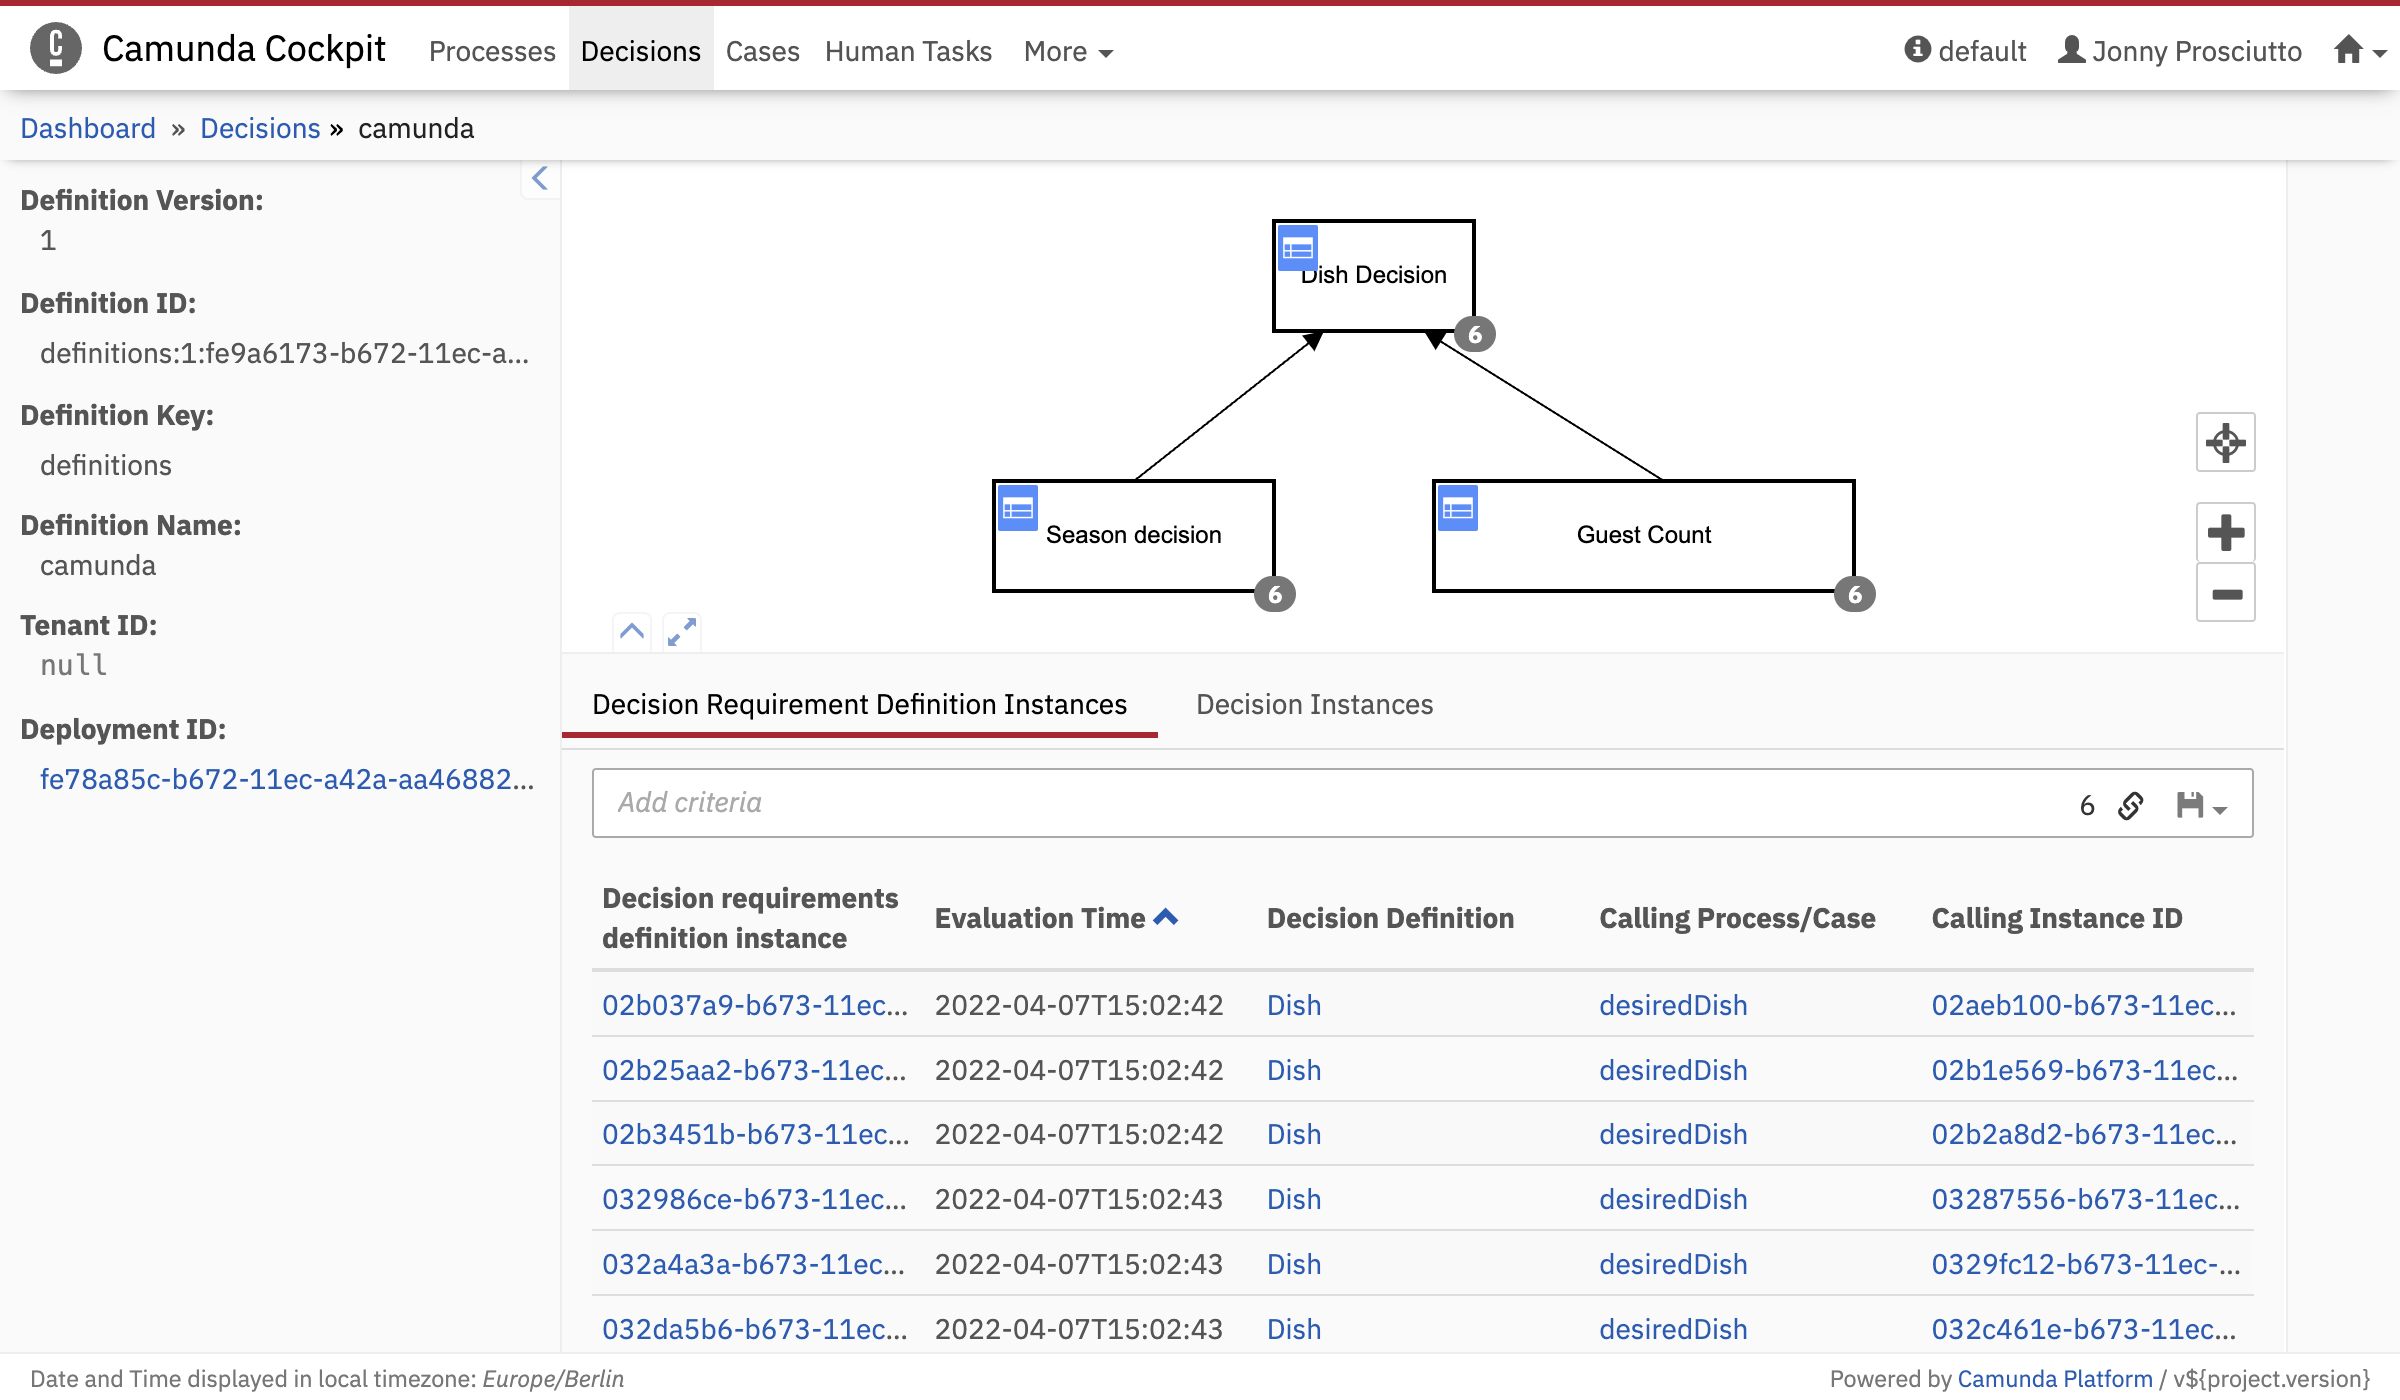 Camunda Cockpit Processes Decisions Cases Human Tasks More default Jonny Prosciutto
Dashboard » Decisions » camunda
Definition Version:
1
Definition ID:
definitions:1:fe9a6173-b672-11ec-a...
Definition Key:
definitions
Definition Name:
camunda
Tenant ID:
null
Deployment ID:
fe78a85c-b672-11ec-a42a-aa46882...
Dish Decision
6
Season decision
6
Guest Count
6
Decision Requirement Definition Instances Decision Instances
Add criteria 6
Decision requirements definition instance Evaluation Time Decision Definition Calling Process/Case Calling Instance ID
02b037a9-b673-11ec... 2022-04-07T15:02:42 Dish desiredDish 02aeb100-b673-11ec...
02b25aa2-b673-11ec... 2022-04-07T15:02:42 Dish desiredDish 02b1e569-b673-11ec...
02b3451b-b673-11ec... 2022-04-07T15:02:42 Dish desiredDish 02b2a8d2-b673-11ec...
032986ce-b673-11ec... 2022-04-07T15:02:43 Dish desiredDish 03287556-b673-11ec...
032a4a3a-b673-11ec... 2022-04-07T15:02:43 Dish desiredDish 0329fc12-b673-11ec-...
032da5b6-b673-11ec... 2022-04-07T15:02:43 Dish desiredDish 032c461e-b673-11ec...
Date and Time displayed in local timezone: Europe/Berlin Powered by Camunda Platform / v${project.version}